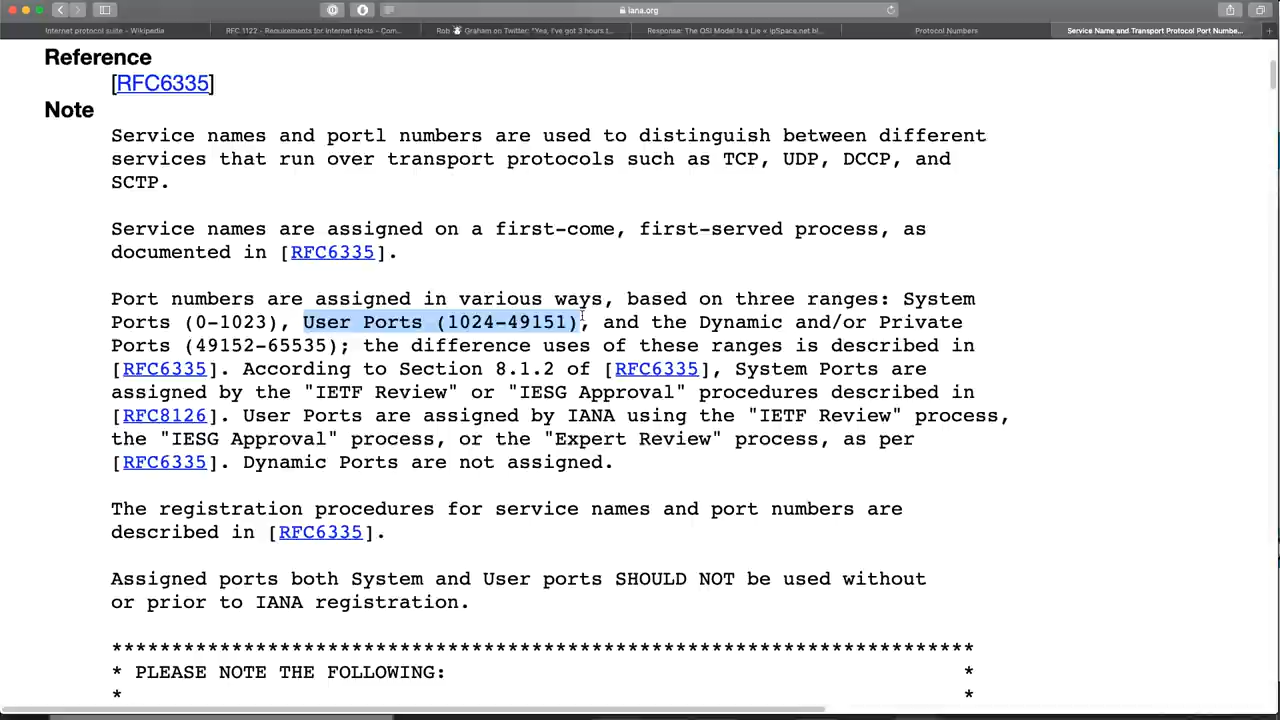 iana.org
Internet protocol suite - Wikipedia
RFC 1122 - Requirements for Internet Hosts - Com...
Rob Graham on Twitter: "Yes, I've got 3 hours t...
Response: The OSI Model Is a Lie « ipSpace.net bl...
Protocol Numbers
Service Name and Transport Protocol Port Numbe...
Reference
[RFC6335]
Note
Service names and portl numbers are used to distinguish between different
services that run over transport protocols such as TCP, UDP, DCCP, and
SCTP.
Service names are assigned on a first-come, first-served process, as
documented in [RFC6335].
Port numbers are assigned in various ways, based on three ranges: System
Ports (0-1023), User Ports (1024-49151), and the Dynamic and/or Private
Ports (49152-65535); the difference uses of these ranges is described in
[RFC6335]. According to Section 8.1.2 of [RFC6335], System Ports are
assigned by the "IETF Review" or "IESG Approval" procedures described in
[RFC8126]. User Ports are assigned by IANA using the "IETF Review" process,
the "IESG Approval" process, or the "Expert Review" process, as per
[RFC6335]. Dynamic Ports are not assigned.
The registration procedures for service names and port numbers are
described in [RFC6335].
Assigned ports both System and User ports SHOULD NOT be used without
or prior to IANA registration.
************************************************************************
* PLEASE NOTE THE FOLLOWING: *
* *